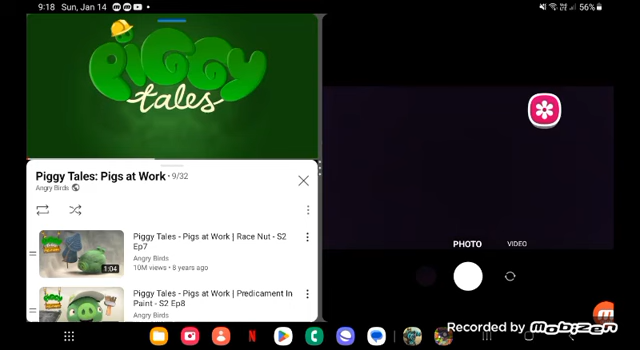 9:18 Sun, Jan 14
56%
PiGGy
tales
Piggy Tales: Pigs at Work • 9/32
Angry Birds
Piggy Tales - Pigs at Work | Race Nut - S2
Ep7
Angry Birds
10M views • 8 years ago
1:04
Piggy Tales - Pigs at Work | Predicament In
Paint - S2 Ep8
Angry Birds
PHOTO
VIDEO
Recorded by mobizen